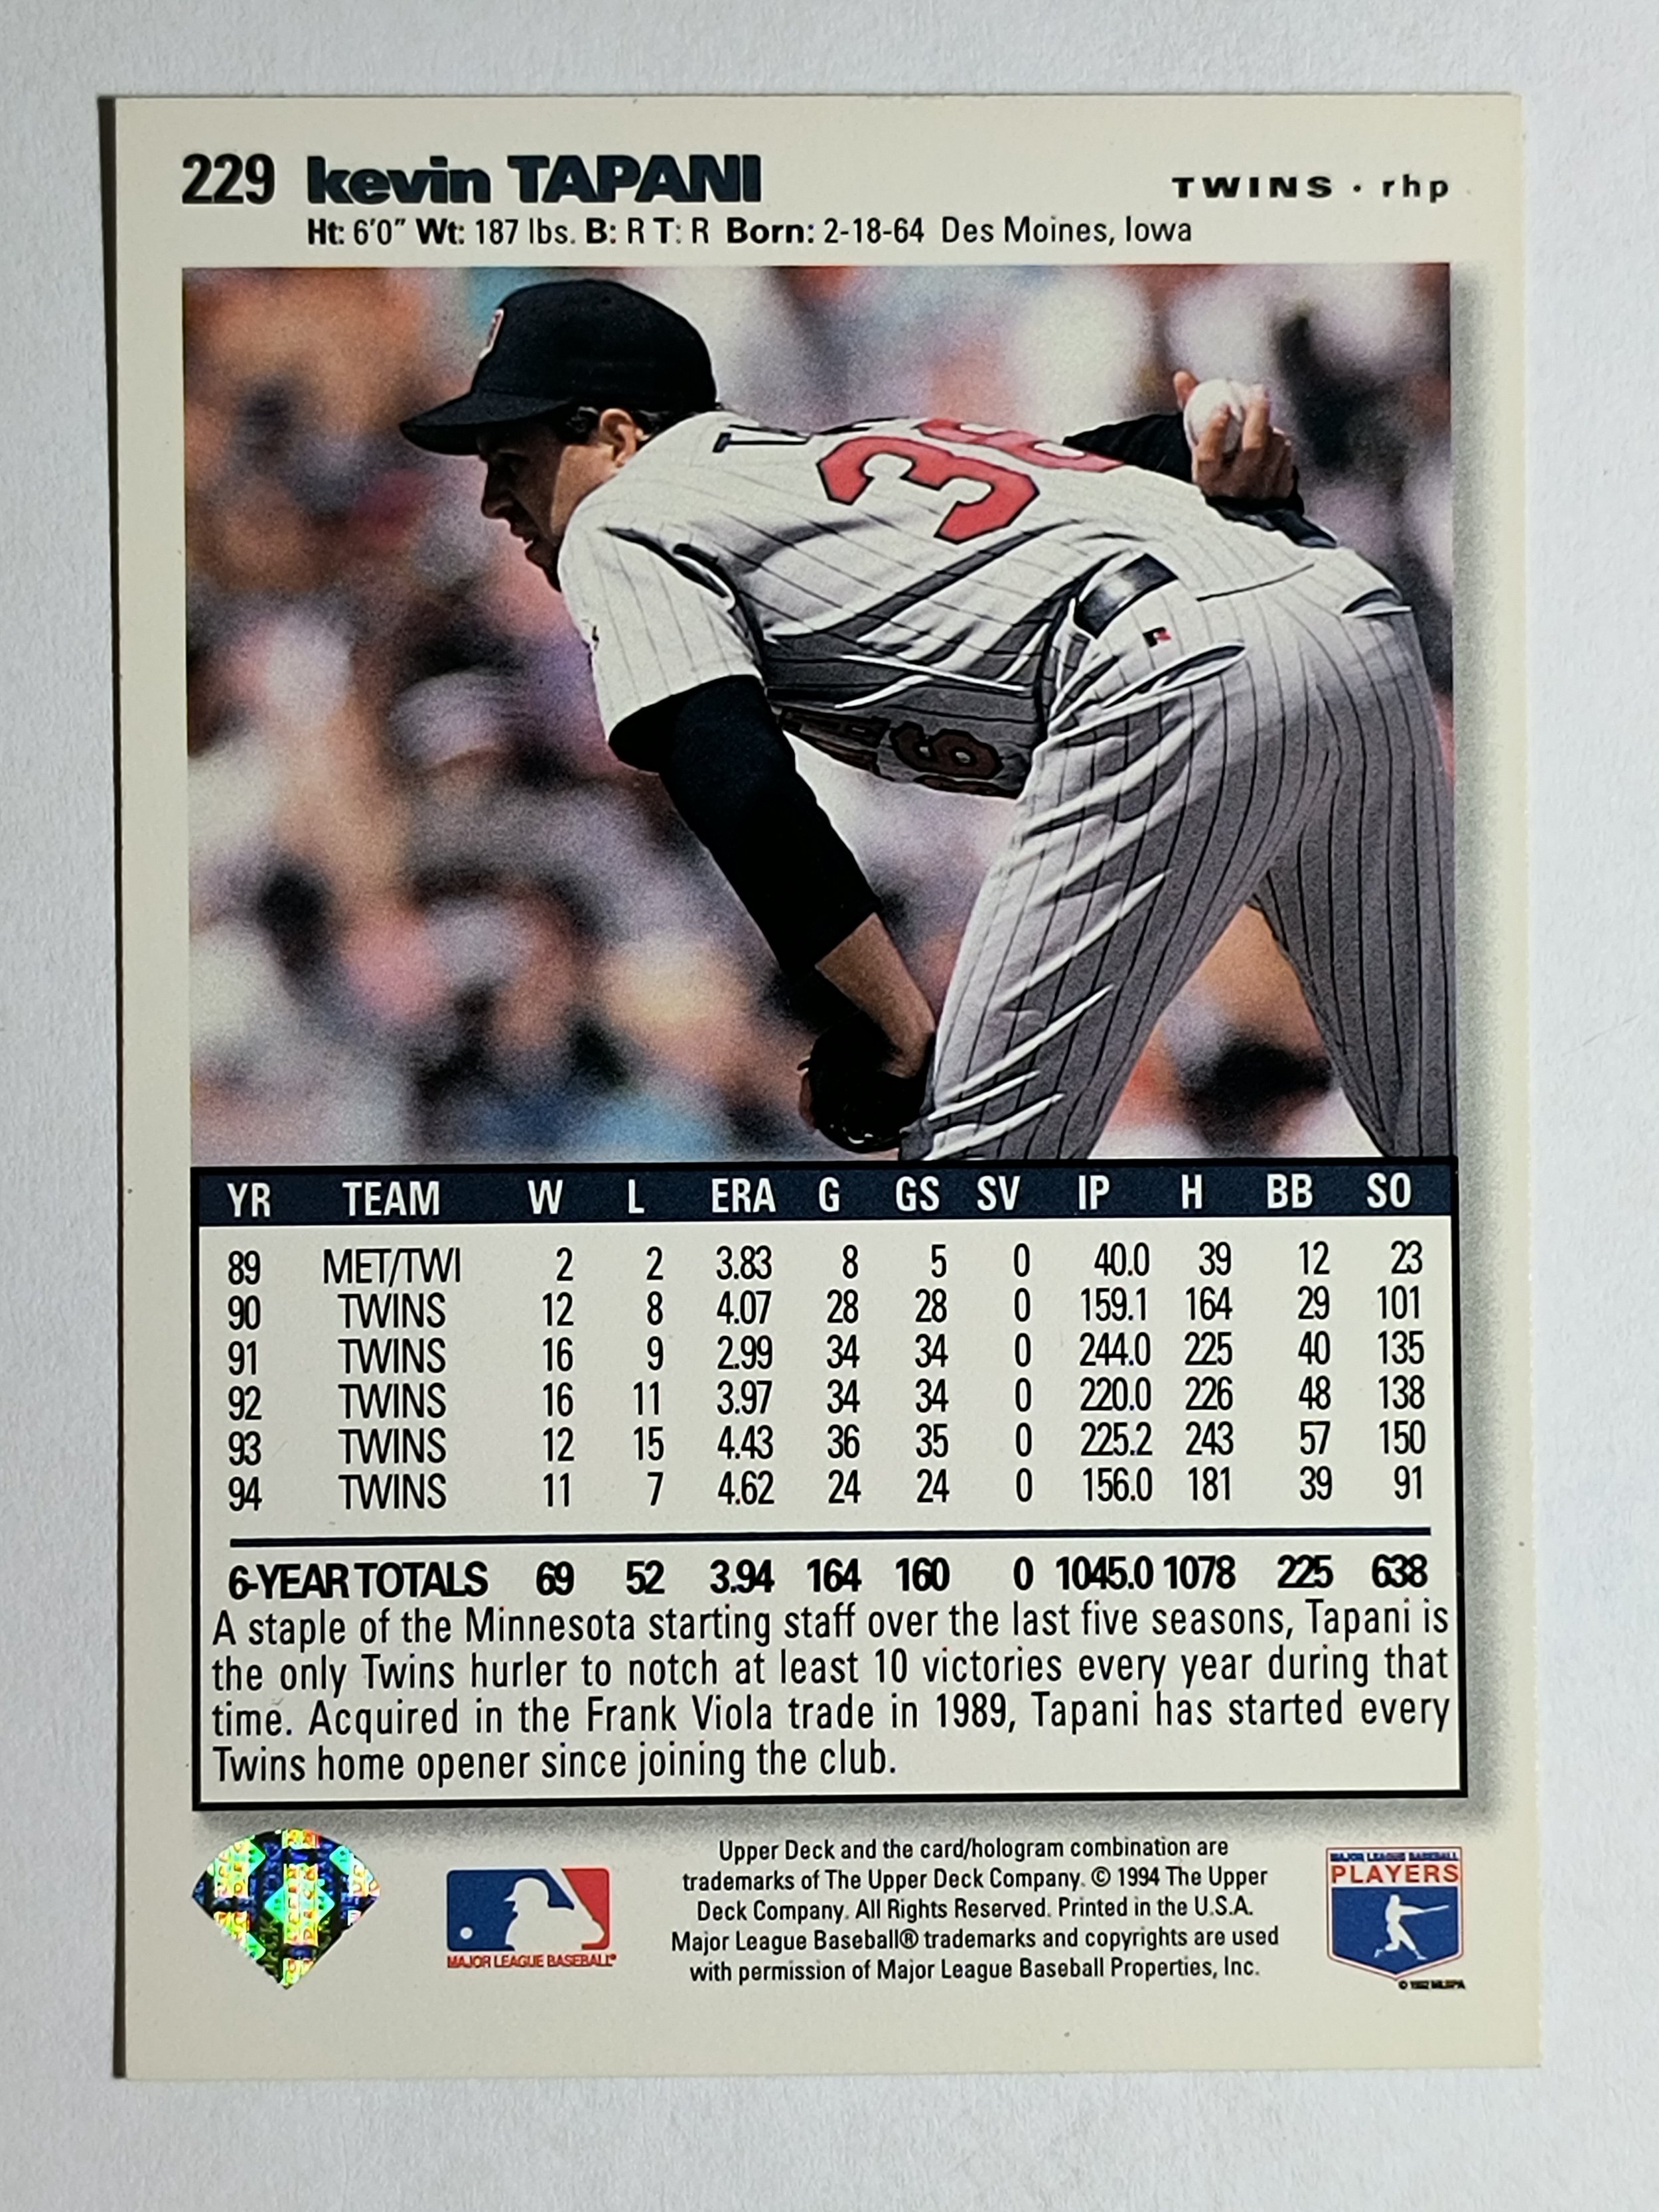 229 kevin TAPANI TWINS · rhp
Ht: 6'0" Wt: 187 lbs. B: R T: R Born: 2-18-64 Des Moines, Iowa
36
36
YR TEAM W L ERA G GS SV IP H BB SO
89 MET/TWI 2 2 3.83 8 5 0 40.0 39 12 23
90 TWINS 12 8 4.07 28 28 0 159.1 164 29 101
91 TWINS 16 9 2.99 34 34 0 244.0 225 40 135
92 TWINS 16 11 3.97 34 34 0 220.0 226 48 138
93 TWINS 12 15 4.43 36 35 0 225.2 243 57 150
94 TWINS 11 7 4.62 24 24 0 156.0 181 39 91
6-YEAR TOTALS 69 52 3.94 164 160 0 1045.0 1078 225 638
A staple of the Minnesota starting staff over the last five seasons, Tapani is
the only Twins hurler to notch at least 10 victories every year during that
time. Acquired in the Frank Viola trade in 1989, Tapani has started every
Twins home opener since joining the club.
Upper Deck and the card/hologram combination are
trademarks of The Upper Deck Company. © 1994 The Upper
Deck Company. All Rights Reserved. Printed in the U.S.A.
Major League Baseball® trademarks and copyrights are used
with permission of Major League Baseball Properties, Inc.
MAJOR LEAGUE BASEBALL®
MAJOR LEAGUE BASEBALL
PLAYERS
© 1992 MLBPA